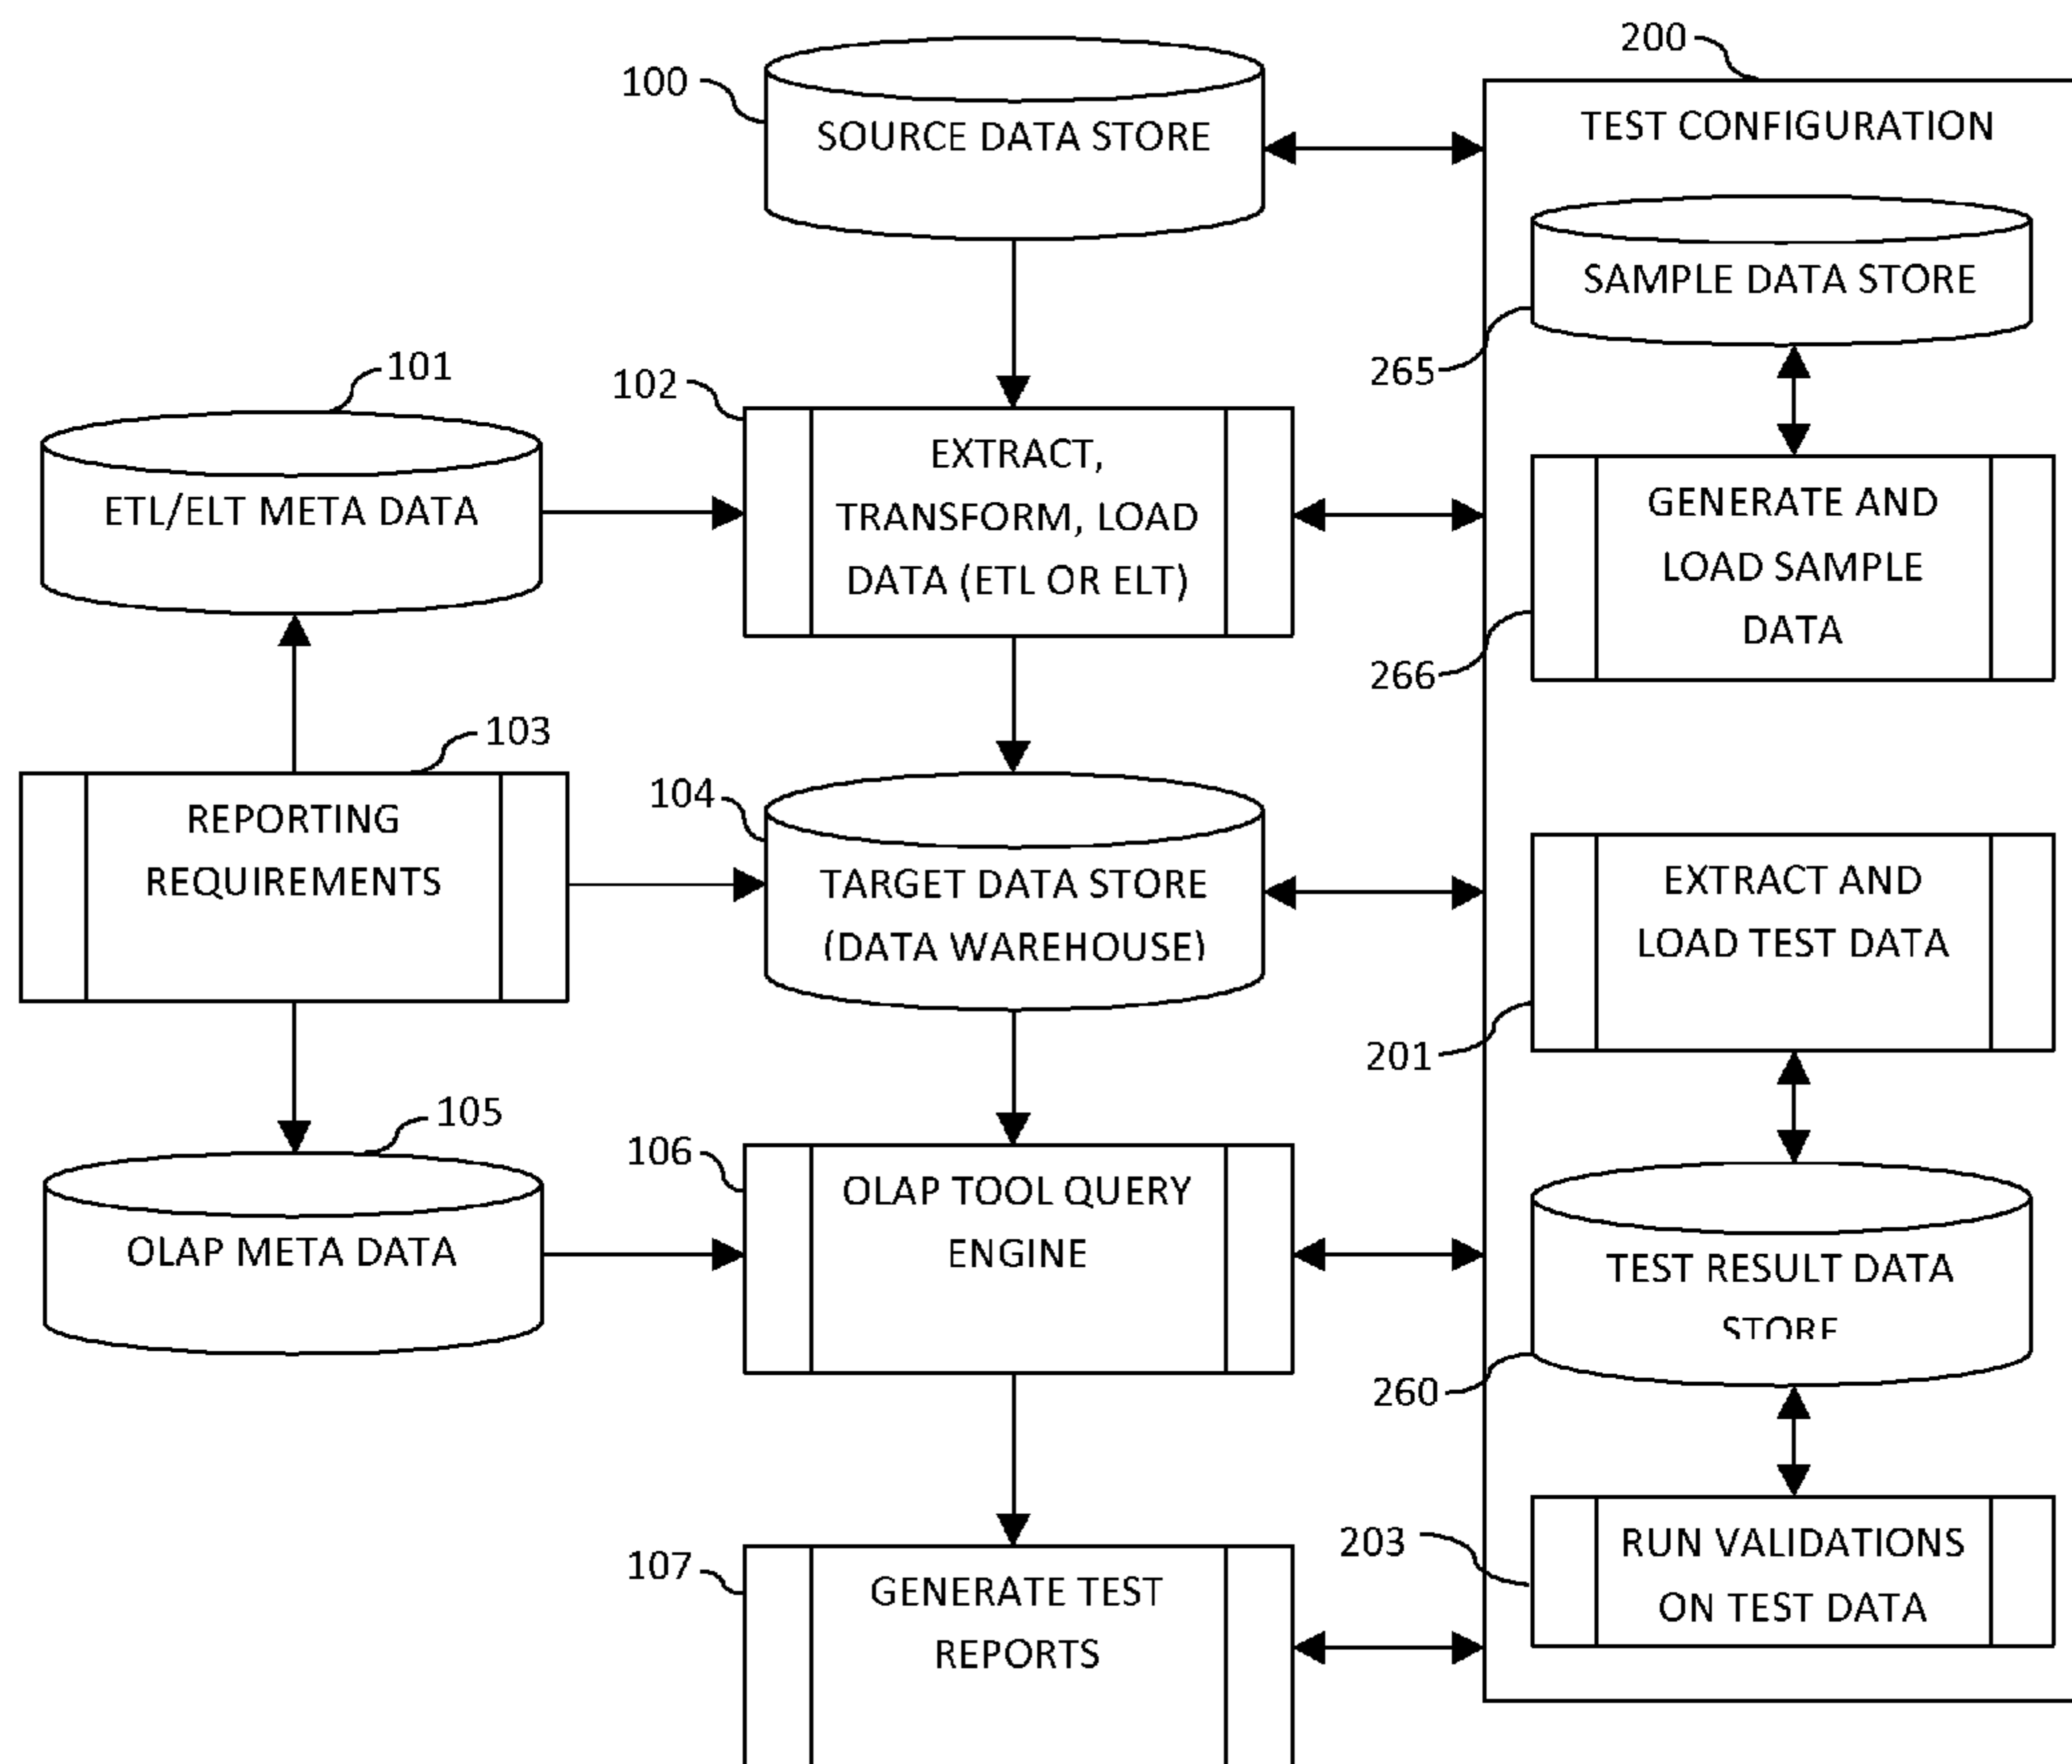 200
100
SOURCE DATA STORE
TEST CONFIGURATION
SAMPLE DATA STORE
265
101
102
ETL/ELT META DATA
EXTRACT,
TRANSFORM, LOAD
DATA (ETL OR ELT)
GENERATE AND
LOAD SAMPLE
DATA
266
103
REPORTING
REQUIREMENTS
104
TARGET DATA STORE
(DATA WAREHOUSE)
EXTRACT AND
LOAD TEST DATA
201
105
OLAP META DATA
106
OLAP TOOL QUERY
ENGINE
TEST RESULT DATA
STORE
260
107
GENERATE TEST
REPORTS
203
RUN VALIDATIONS
ON TEST DATA